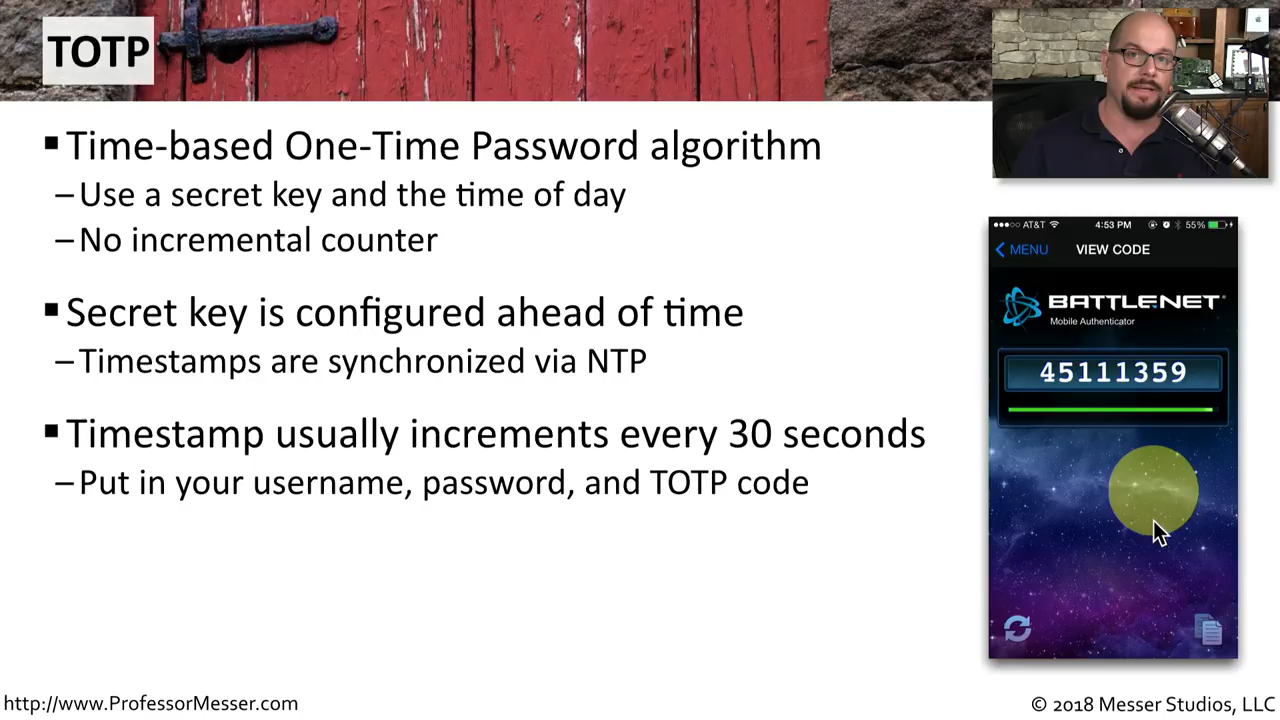 TOTP
▪ Time-based One-Time Password algorithm
– Use a secret key and the time of day
– No incremental counter
▪ Secret key is configured ahead of time
– Timestamps are synchronized via NTP
▪ Timestamp usually increments every 30 seconds
– Put in your username, password, and TOTP code
AT&T 4:53 PM 55%
MENU VIEW CODE
BATTLE.NET®
Mobile Authenticator
45111359
http://www.ProfessorMesser.com
© 2018 Messer Studios, LLC